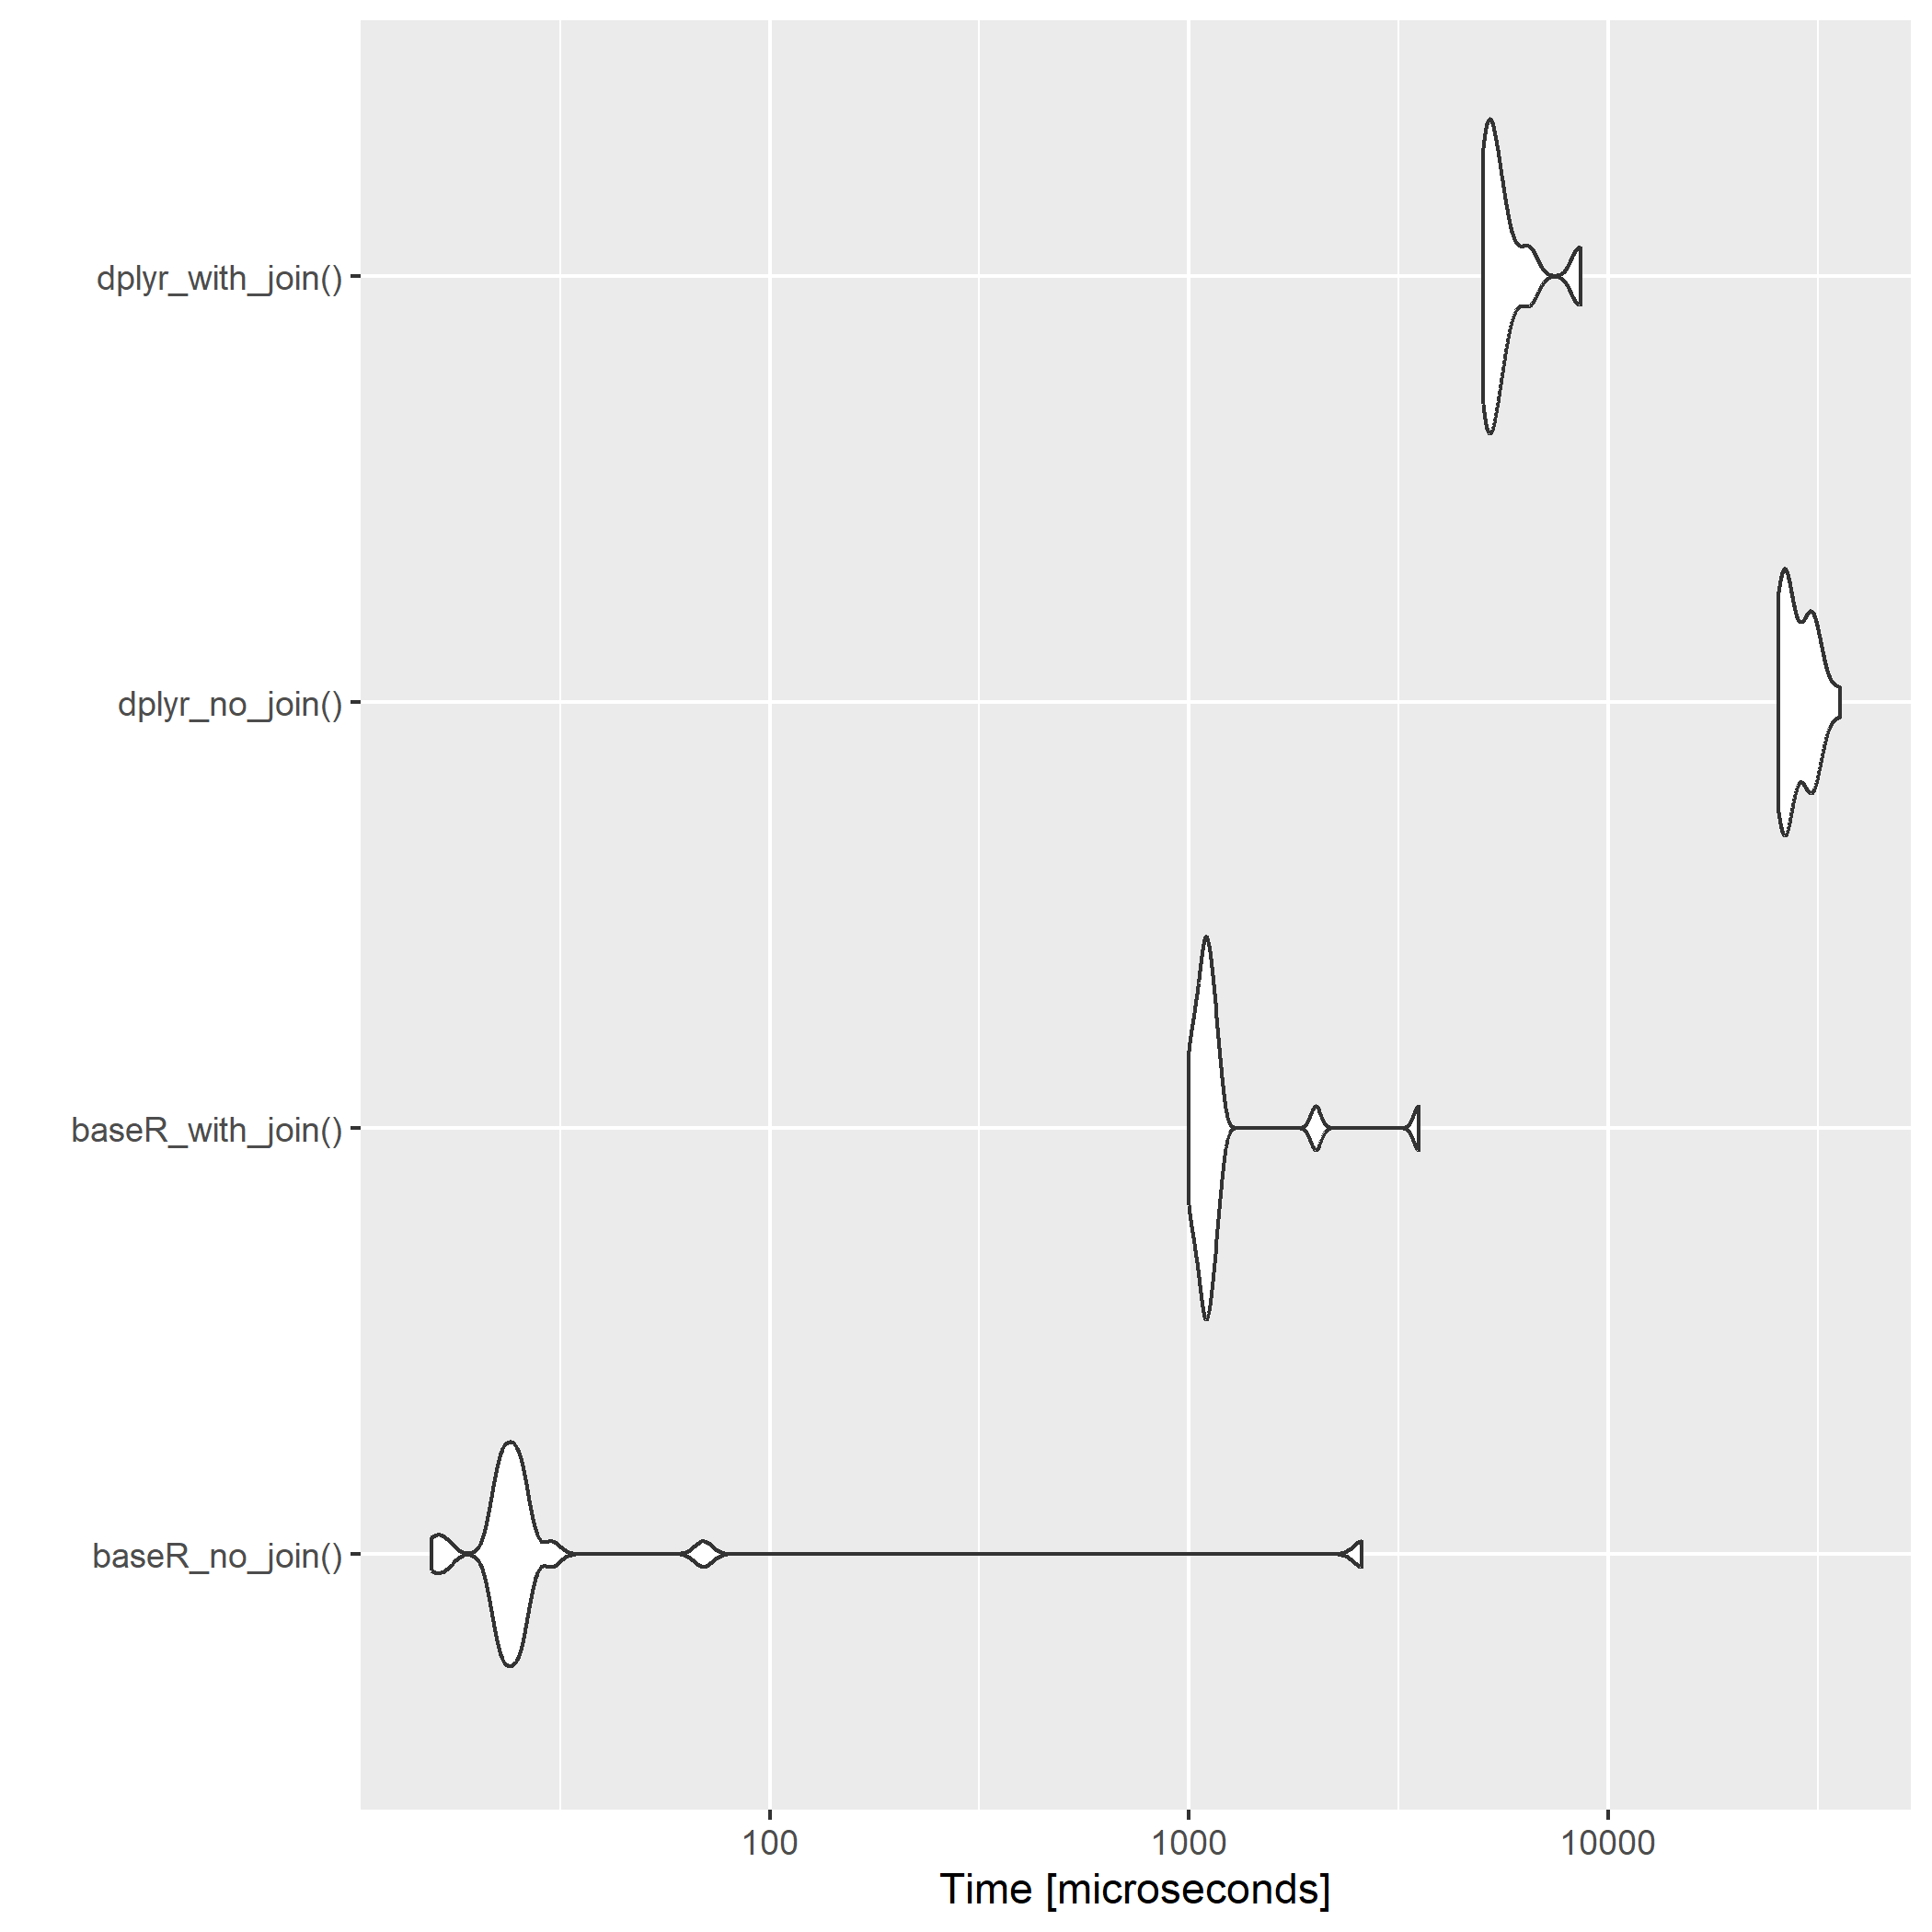 dplyr_with_join()
dplyr_no_join()
baseR_with_join()
baseR_no_join()
100 1000 10000
Time [microseconds]